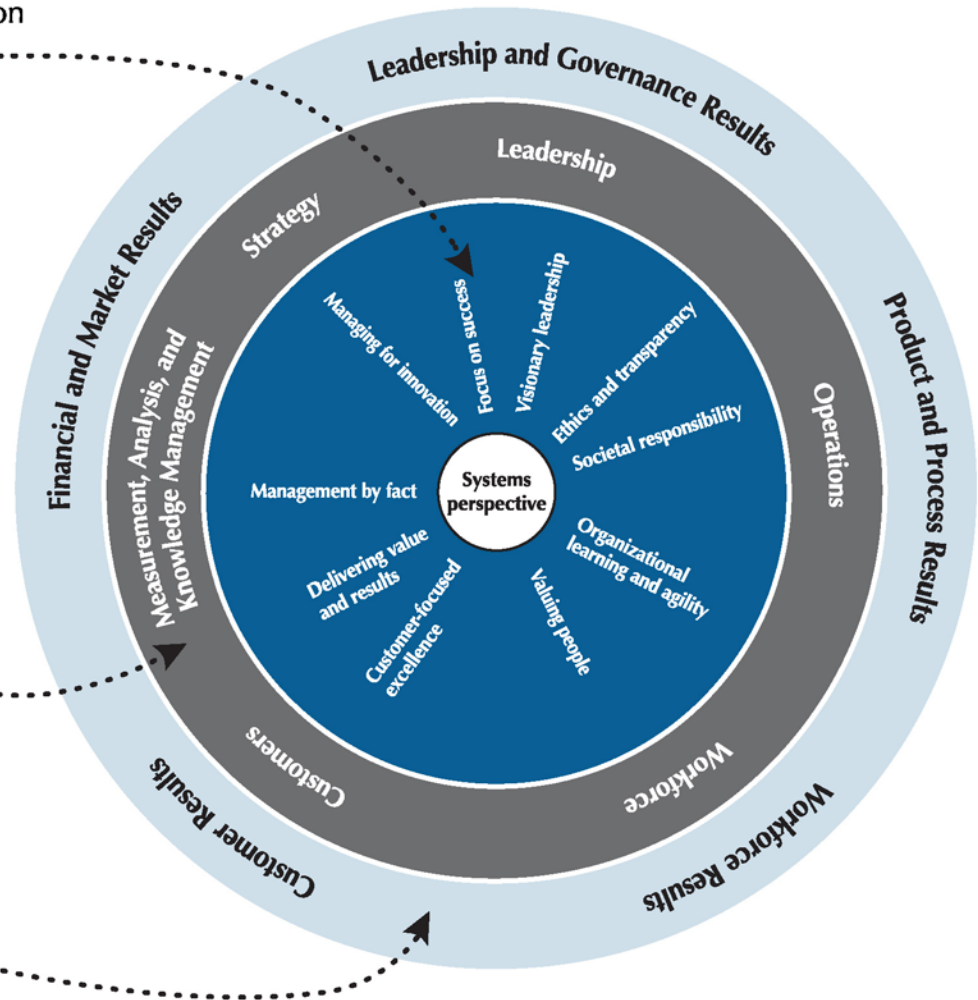 on
Leadership and Governance Results
Product and Process Results
Workforce Results
Customer Results
Financial and Market Results
Leadership
Operations
Workforce
Customers
Measurement, Analysis, and
Knowledge Management
Strategy
Focus on success
Visionary leadership
Ethics and transparency
Societal responsibility
Organizational
learning and agility
Valuing people
Customer-focused
excellence
Delivering value
and results
Management by fact
Managing for innovation
Systems
perspective